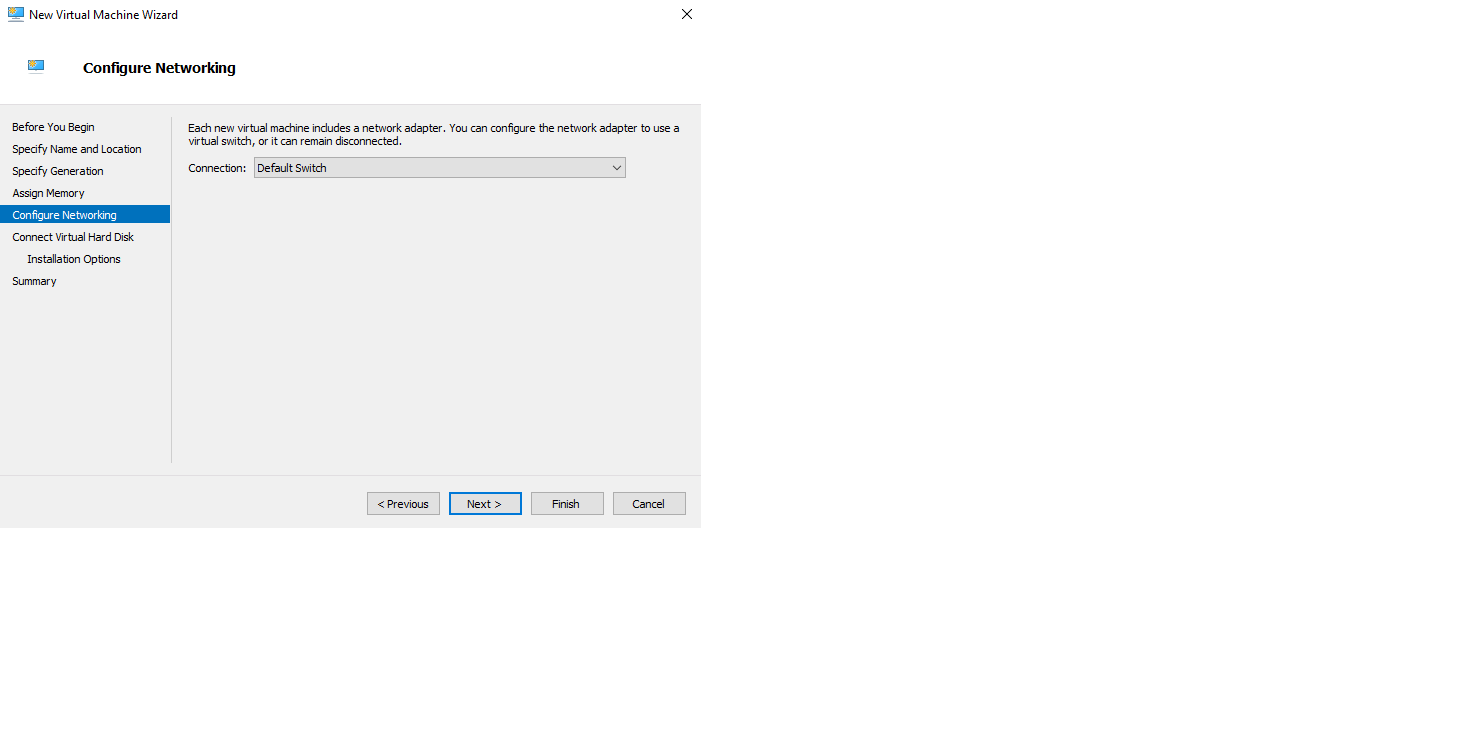 New Virtual Machine Wizard
Configure Networking
Before You Begin
Specify Name and Location
Specify Generation
Assign Memory
Configure Networking
Connect Virtual Hard Disk
Installation Options
Summary
Each new virtual machine includes a network adapter. You can configure the network adapter to use a
virtual switch, or it can remain disconnected.
Connection: Default Switch
< Previous Next > Finish Cancel